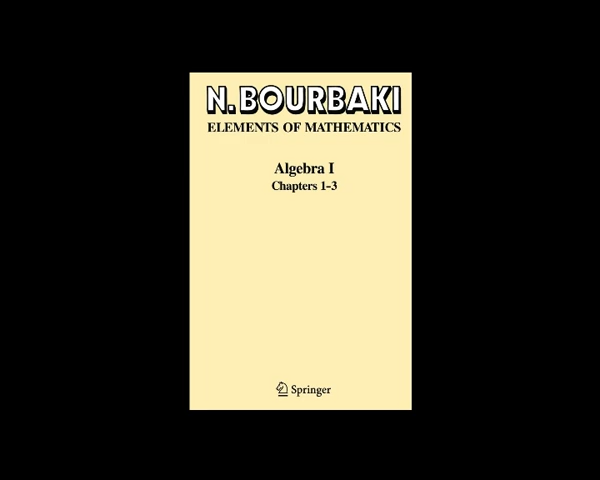 N. BOURBAKI
ELEMENTS OF MATHEMATICS
Algebra I
Chapters 1-3
Springer